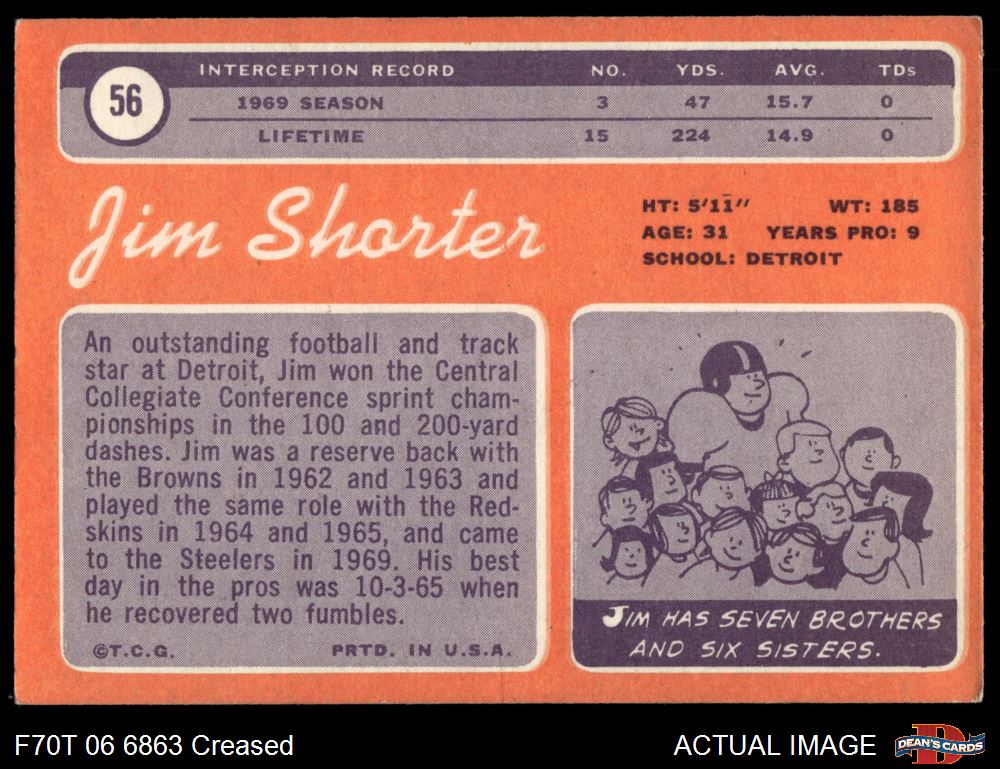 56
INTERCEPTION RECORD NO. YDS. AVG. TDs
1969 SEASON 3 47 15.7 0
LIFETIME 15 224 14.9 0
Jim Shorter
HT: 5'11" WT: 185
AGE: 31 YEARS PRO: 9
SCHOOL: DETROIT
An outstanding football and track
star at Detroit, Jim won the Central
Collegiate Conference sprint cham-
pionships in the 100 and 200-yard
dashes. Jim was a reserve back with
the Browns in 1962 and 1963 and
played the same role with the Red-
skins in 1964 and 1965, and came
to the Steelers in 1969. His best
day in the pros was 10-3-65 when
he recovered two fumbles.
©T.C.G. PRTD. IN U.S.A.
JIM HAS SEVEN BROTHERS
AND SIX SISTERS.
F70T 06 6863 Creased
ACTUAL IMAGE
D
DEAN'S CARDS